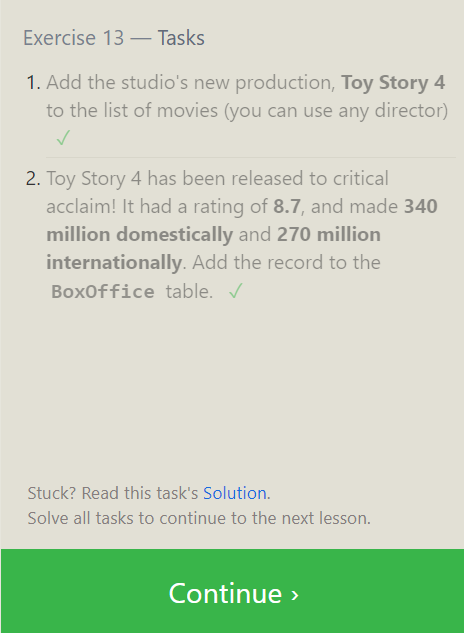 Exercise 13 — Tasks
1. Add the studio's new production, Toy Story 4
to the list of movies (you can use any director)
✓
2. Toy Story 4 has been released to critical
acclaim! It had a rating of 8.7, and made 340
million domestically and 270 million
internationally. Add the record to the
BoxOffice table. ✓
Stuck? Read this task's Solution.
Solve all tasks to continue to the next lesson.
Continue ›